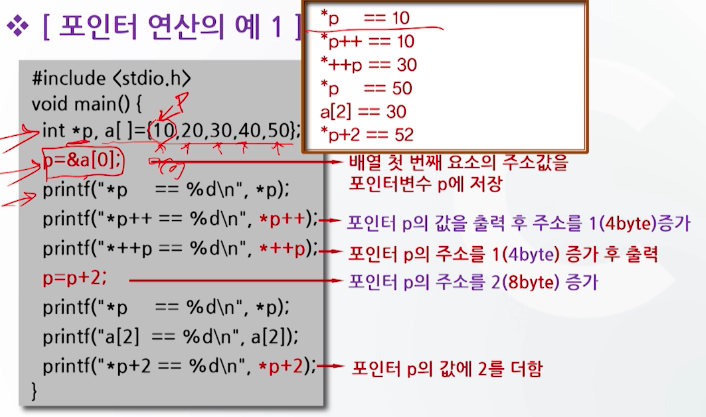 ❖ [ 포인터 연산의 예 1 ]
*p == 10
*p++ == 10
*++p == 30
*p == 50
a[2] == 30
*p+2 == 52
#include <stdio.h>
void main() {
int *p, a[ ]={10,20,30,40,50};
p=&a[0];
배열 첫 번째 요소의 주소값을
포인터변수 p에 저장
printf("*p == %d\n", *p);
printf("*p++ == %d\n", *p++);
포인터 p의 값을 출력 후 주소를 1(4byte)증가
printf("*++p == %d\n", *++p);
포인터 p의 주소를 1(4byte) 증가 후 출력
p=p+2;
포인터 p의 주소를 2(8byte) 증가
printf("*p == %d\n", *p);
printf("a[2] == %d\n", a[2]);
printf("*p+2 == %d\n", *p+2);
포인터 p의 값에 2를 더함
}
P